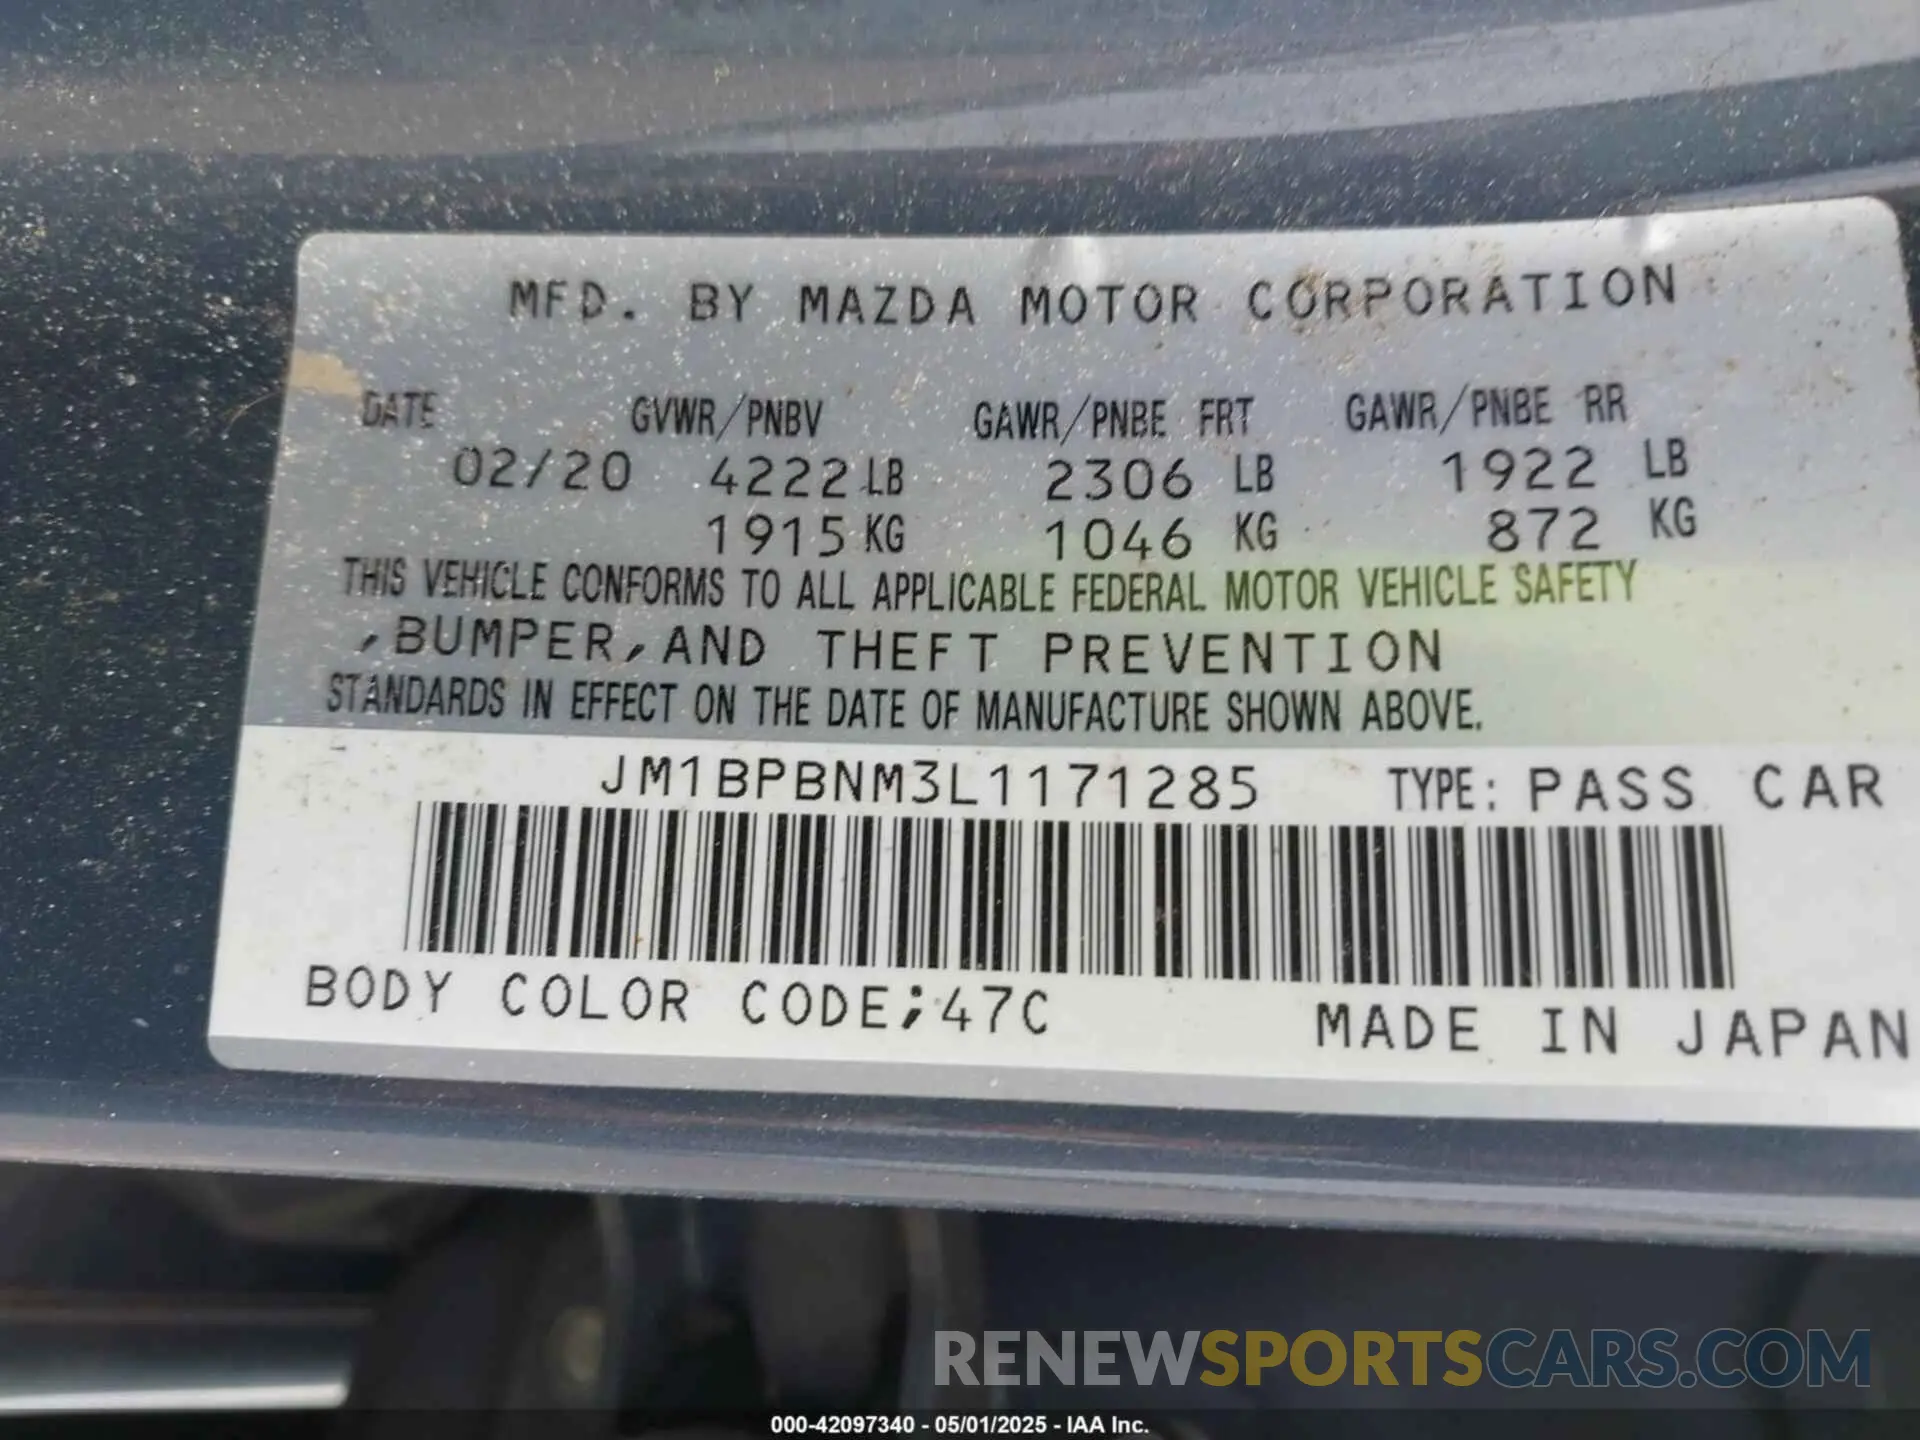 MFD. BY MAZDA MOTOR CORPORATION
DATE GVWR/PNBV GAWR/PNBE FRT GAWR/PNBE RR
02/20 4222 LB 2306 LB 1922 LB
1915 KG 1046 KG 872 KG
THIS VEHICLE CONFORMS TO ALL APPLICABLE FEDERAL MOTOR VEHICLE SAFETY
,BUMPER,AND THEFT PREVENTION
STANDARDS IN EFFECT ON THE DATE OF MANUFACTURE SHOWN ABOVE.
JM1BPBNM3L1171285 TYPE: PASS CAR
BODY COLOR CODE;47C MADE IN JAPAN
RENEWSPORTSCARS.COM
000-42097340 - 05/01/2025 - IAA Inc.